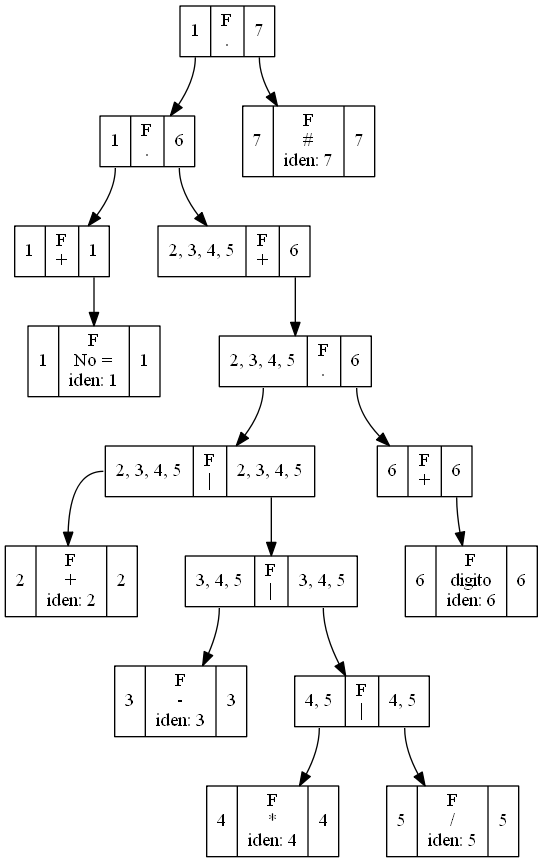 1 F 7
.
1 F 6
.
7 F 7
#
iden: 7
1 F 1
+
2, 3, 4, 5 F 6
+
1 F 1
No =
iden: 1
2, 3, 4, 5 F 6
.
2, 3, 4, 5 F 2, 3, 4, 5
|
6 F 6
+
2 F 2
+
iden: 2
3, 4, 5 F 3, 4, 5
|
6 F 6
digito
iden: 6
3 F 3
-
iden: 3
4, 5 F 4, 5
|
4 F 4
*
iden: 4
5 F 5
/
iden: 5